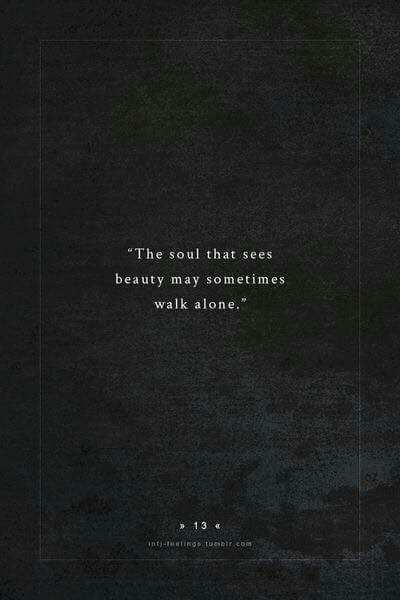 “The soul that sees
beauty may sometimes
walk alone.”
» 13 «
infj-feelings.tumblr.com